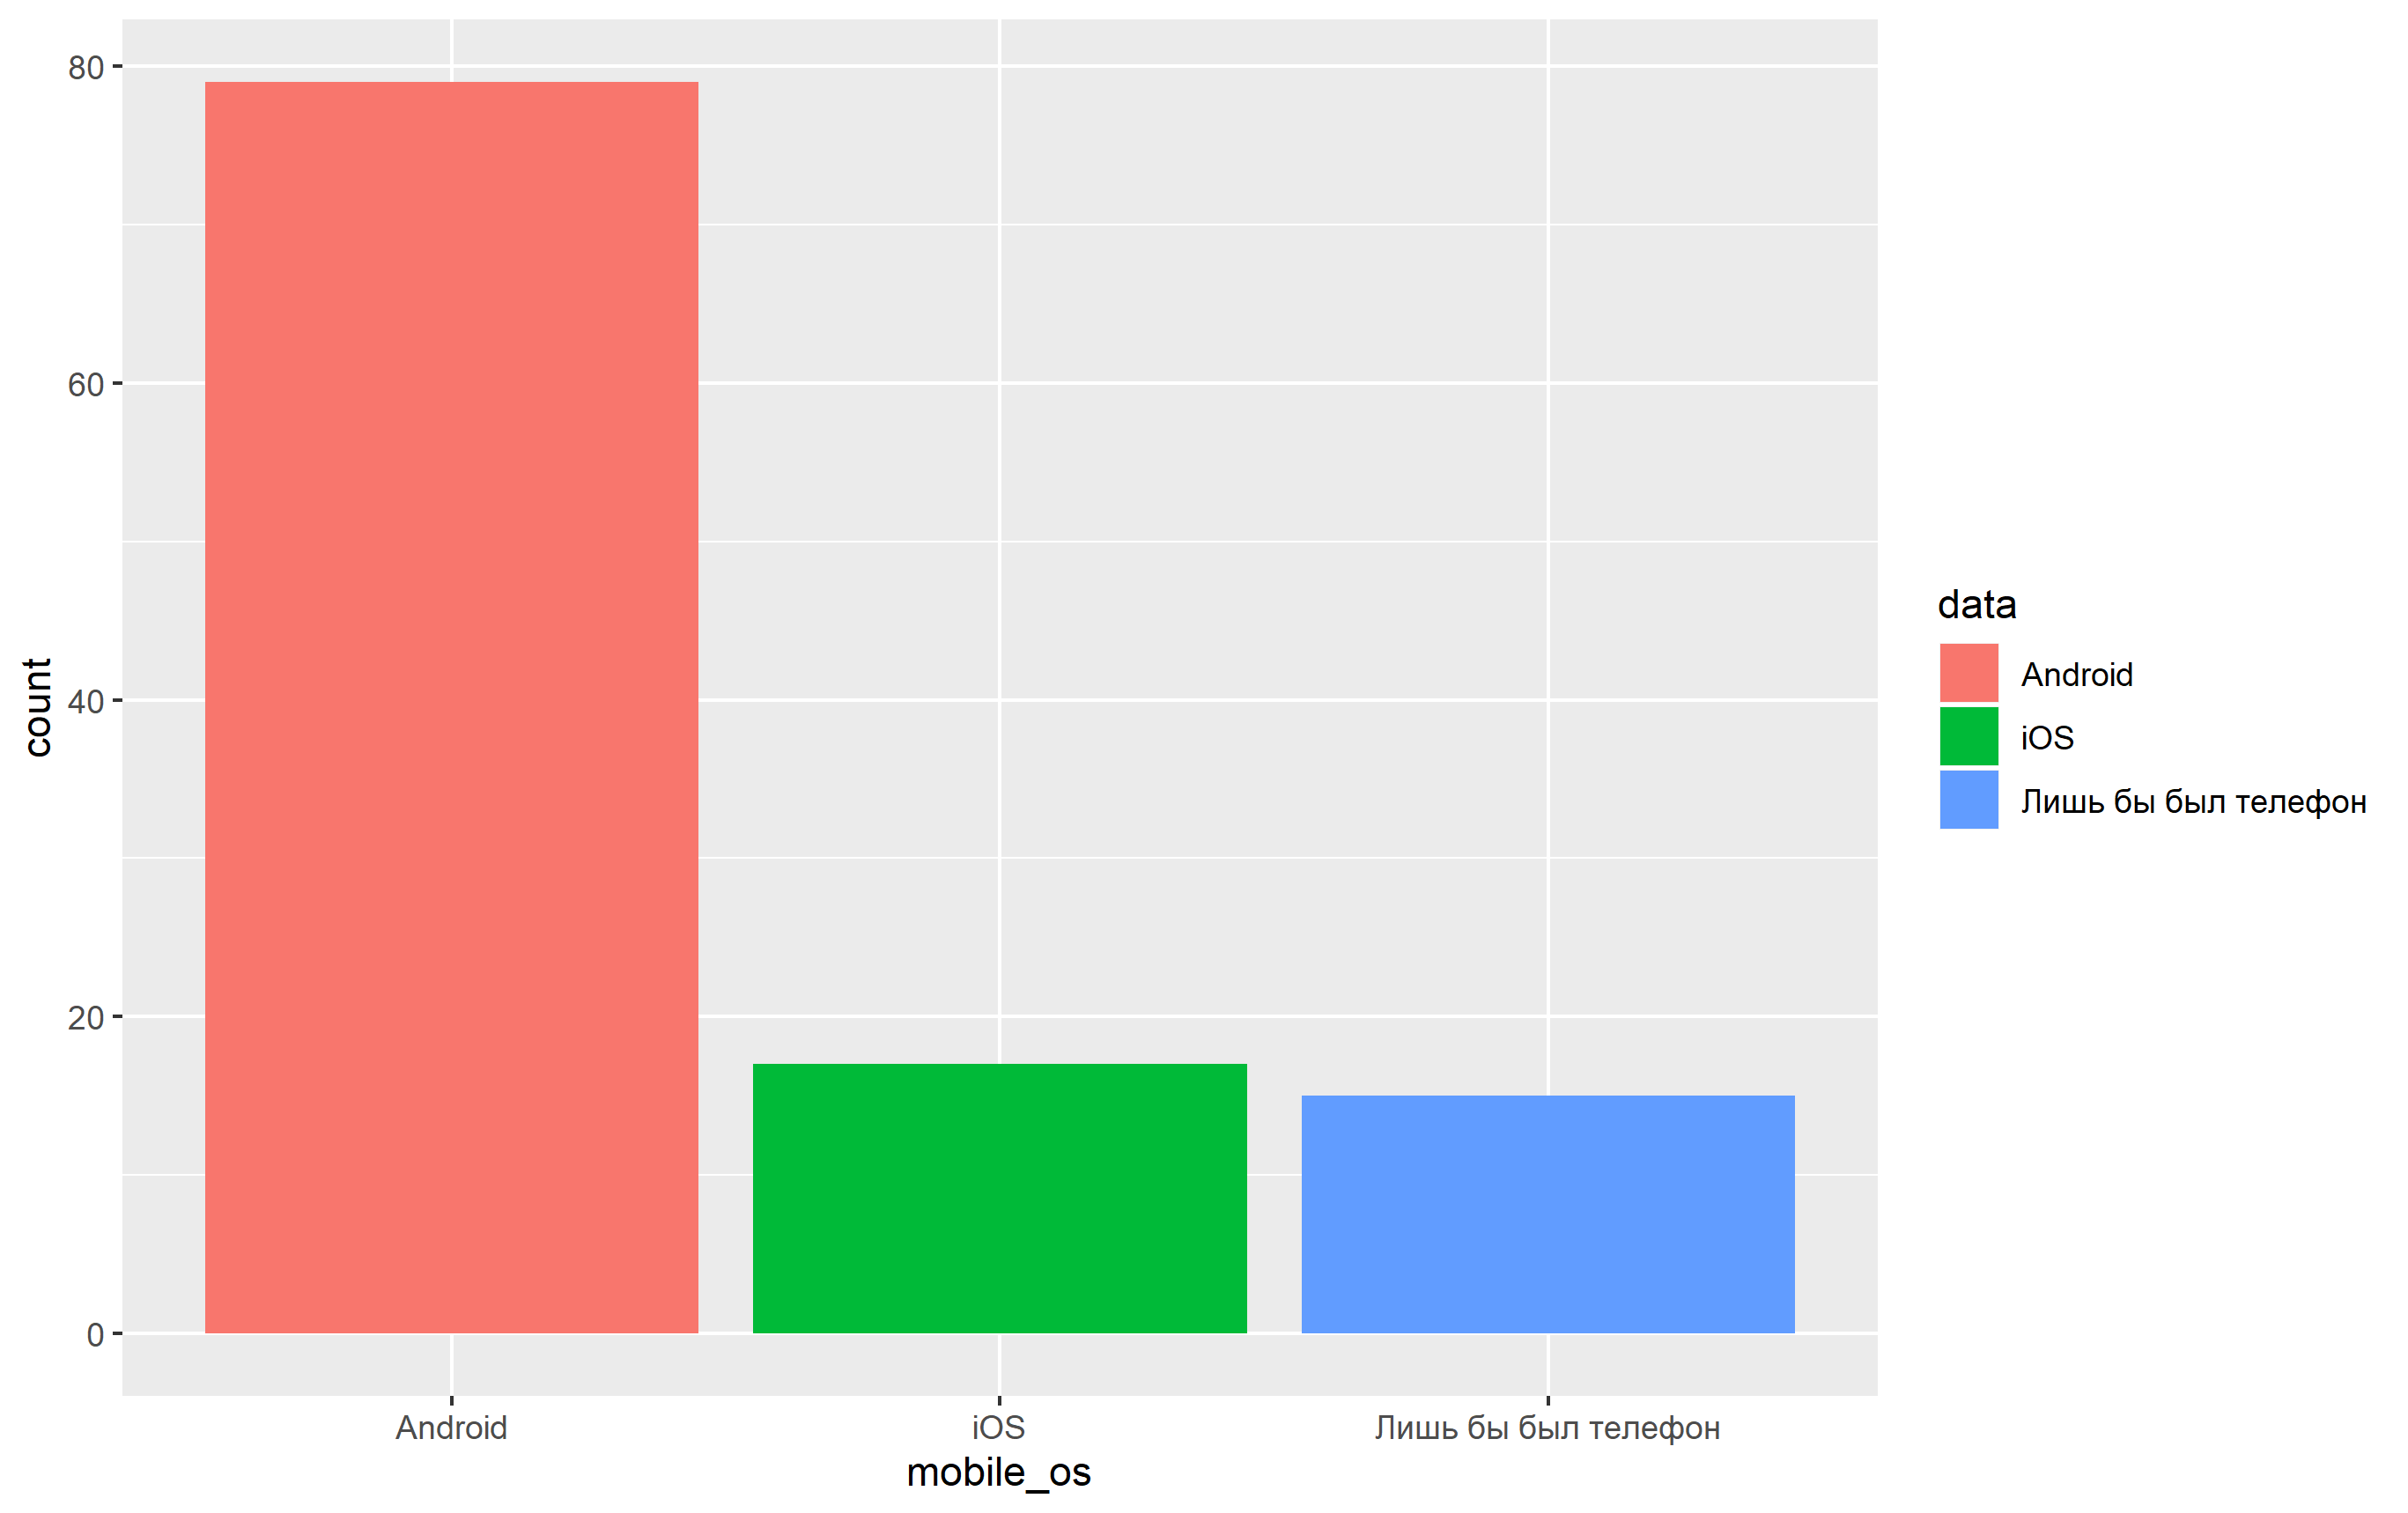 80
60
40
20
0
count
Android
iOS
Лишь бы был телефон
mobile_os
data
Android
iOS
Лишь бы был телефон